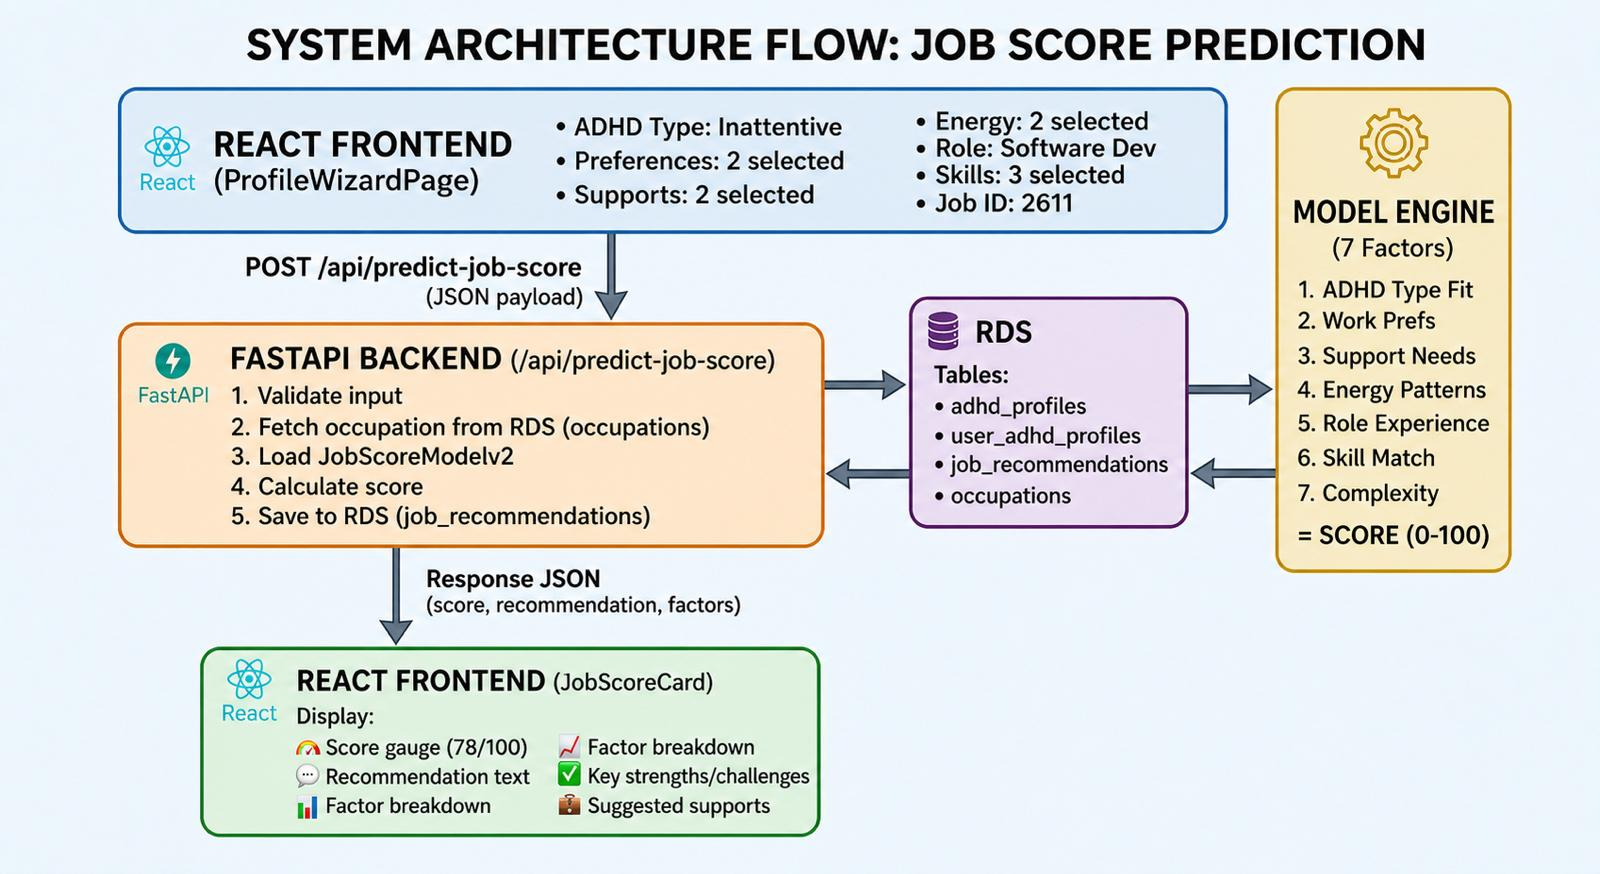 SYSTEM ARCHITECTURE FLOW: JOB SCORE PREDICTION
React
REACT FRONTEND
(ProfileWizardPage)
• ADHD Type: Inattentive
• Preferences: 2 selected
• Supports: 2 selected
• Energy: 2 selected
• Role: Software Dev
• Skills: 3 selected
• Job ID: 2611
POST /api/predict-job-score
(JSON payload)
FastAPI
FASTAPI BACKEND (/api/predict-job-score)
1. Validate input
2. Fetch occupation from RDS (occupations)
3. Load JobScoreModelv2
4. Calculate score
5. Save to RDS (job_recommendations)
RDS
Tables:
• adhd_profiles
• user_adhd_profiles
• job_recommendations
• occupations
MODEL ENGINE
(7 Factors)
1. ADHD Type Fit
2. Work Prefs
3. Support Needs
4. Energy Patterns
5. Role Experience
6. Skill Match
7. Complexity
= SCORE (0-100)
Response JSON
(score, recommendation, factors)
React
REACT FRONTEND (JobScoreCard)
Display:
Score gauge (78/100)
Recommendation text
Factor breakdown
Factor breakdown
Key strengths/challenges
Suggested supports